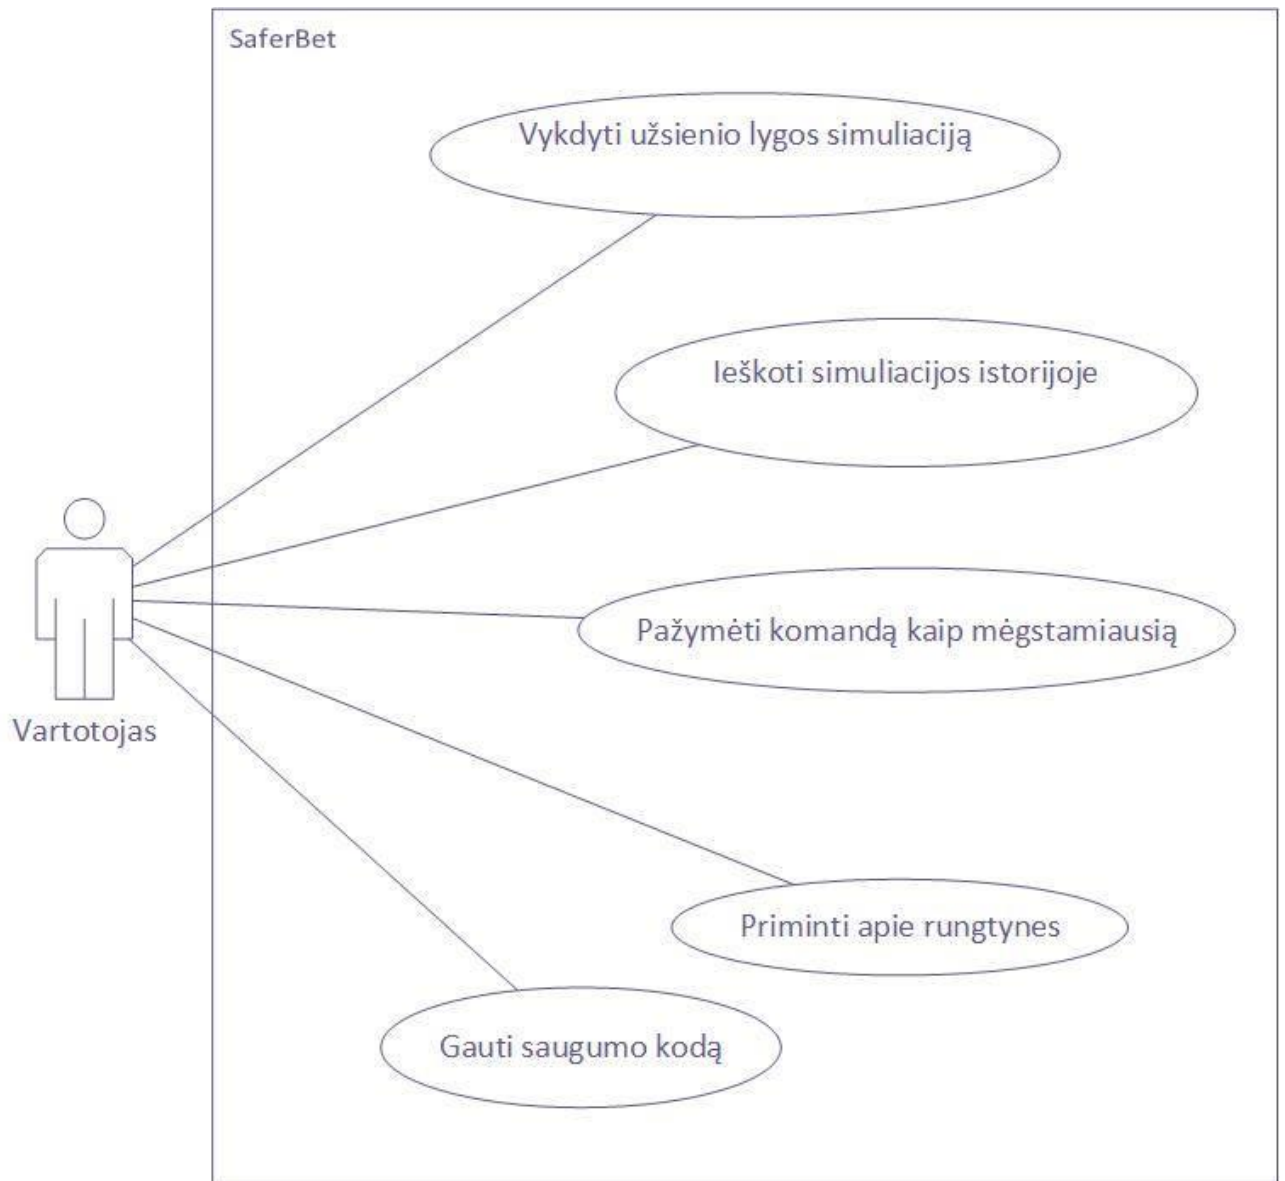 SaferBet
Vykdyti užsienio lygos simuliaciją
Ieškoti simuliacijos istorijoje
Pažymėti komandą kaip mėgstamiausią
Vartotojas
Priminti apie rungtynes
Gauti saugumo kodą